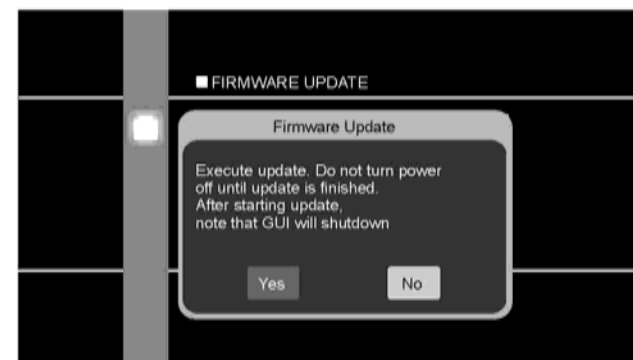 ■FIRMWARE UPDATE
Firmware Update
Execute update. Do not turn power
off until update is finished.
After starting update,
note that GUI will shutdown
Yes
No